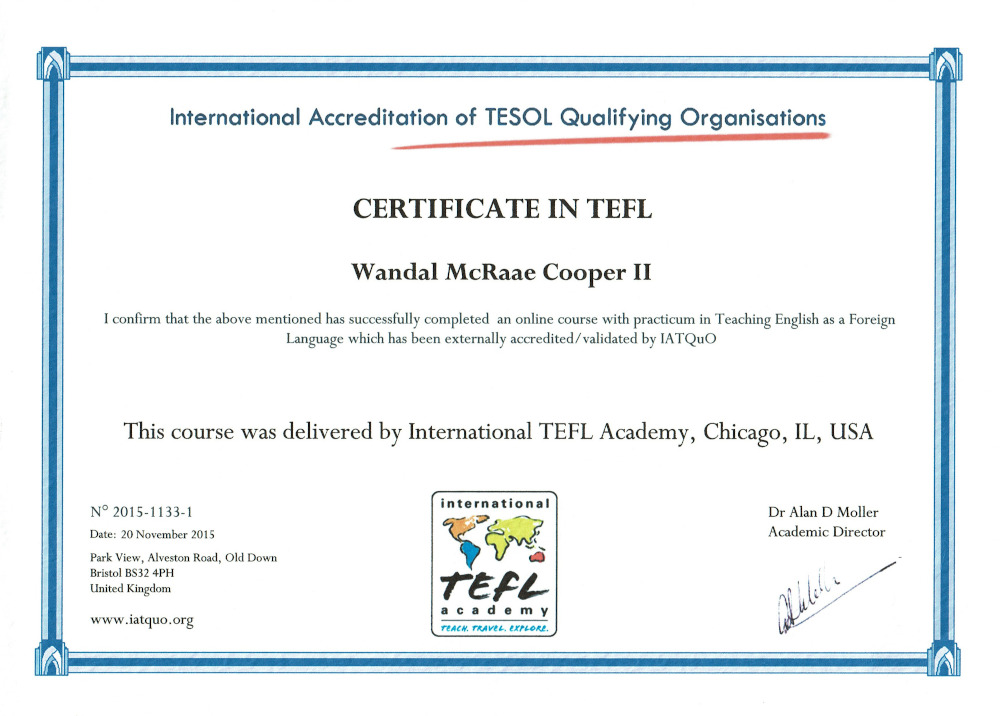 International Accreditation of TESOL Qualifying Organisations
CERTIFICATE IN TEFL
Wandal McRaae Cooper II
I confirm that the above mentioned has successfully completed an online course with practicum in Teaching English as a Foreign
Language which has been externally accredited/validated by IATQuO
This course was delivered by International TEFL Academy, Chicago, IL, USA
N° 2015-1133-1
Date: 20 November 2015
Park View, Alveston Road, Old Down
Bristol BS32 4PH
United Kingdom
www.iatquo.org
international
TEFL
academy
TEACH. TRAVEL. EXPLORE.
Dr Alan D Moller
Academic Director